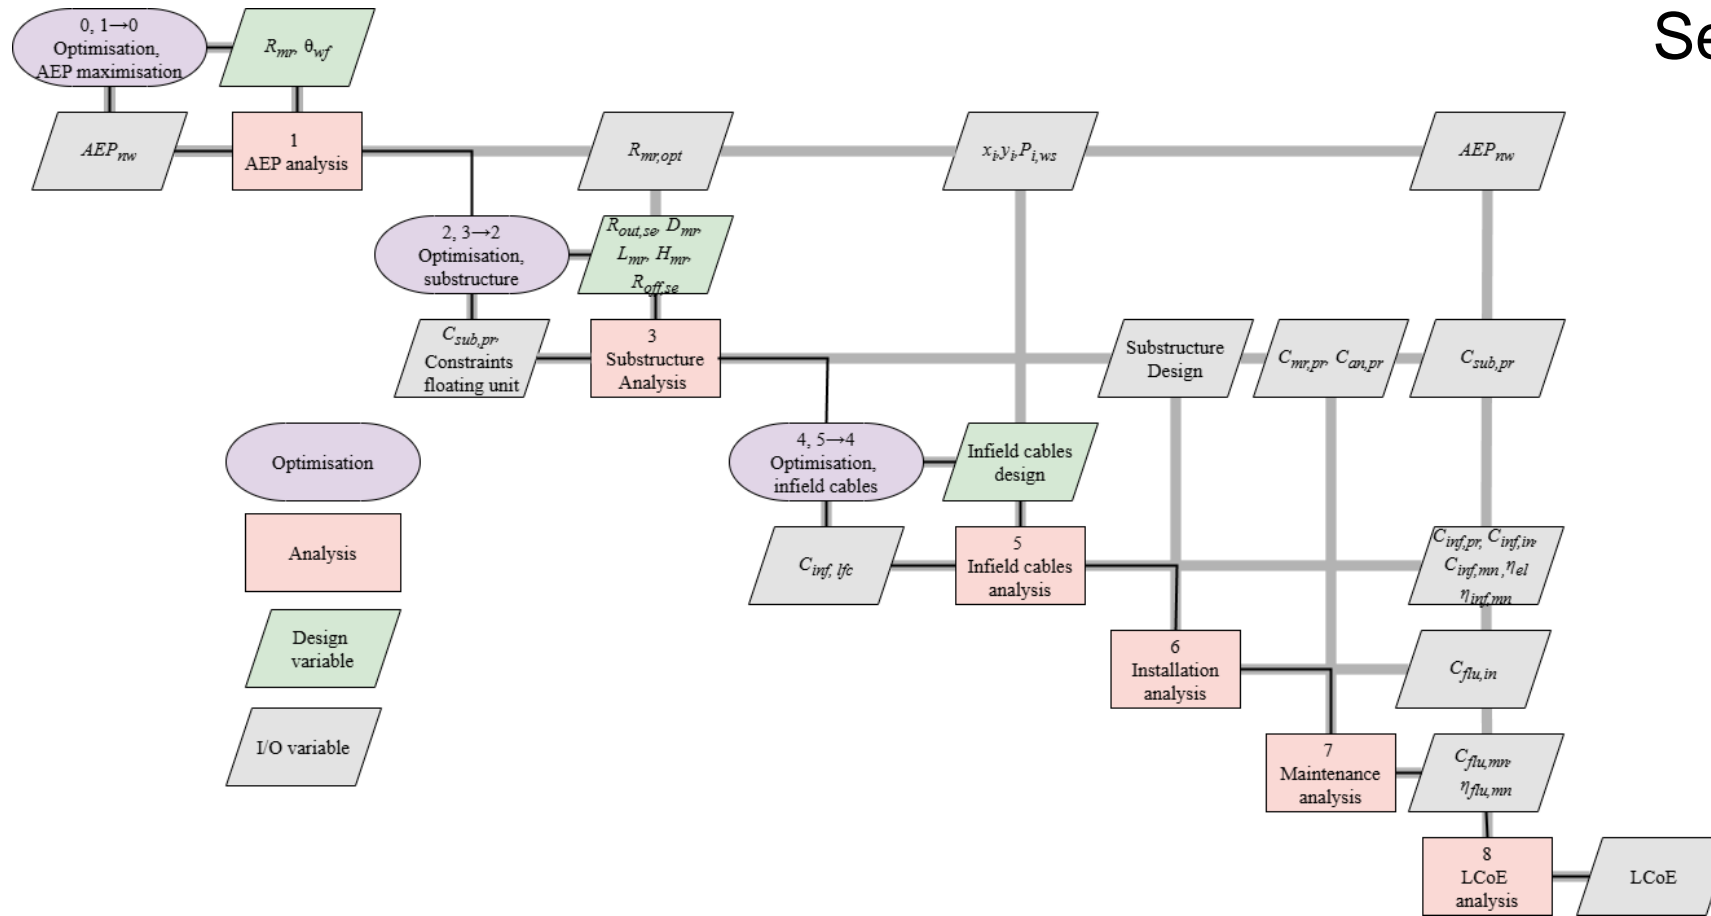 Se
0, 1→0
Optimisation,
AEP maximisation
R_mr, θ_wf
AEP_nw
1
AEP analysis
R_mr,opt
x_i,y_i,P_i,ws
AEP_nw
2, 3→2
Optimisation,
substructure
R_out,se, D_mr,
L_mr, H_mr,
R_off,se
C_sub,pr,
Constraints
floating unit
3
Substructure
Analysis
Substructure
Design
C_mr,pr, C_an,pr
C_sub,pr
4, 5→4
Optimisation,
infield cables
Infield cables
design
Optimisation
C_inf, lfc
5
Infield cables
analysis
C_inf,pr, C_inf,in,
C_inf,mn ,η_el
η_inf,mn
Analysis
6
Installation
analysis
C_flu,in
Design
variable
I/O variable
7
Maintenance
analysis
C_flu,mn,
η_flu,mn
8
LCoE
analysis
LCoE